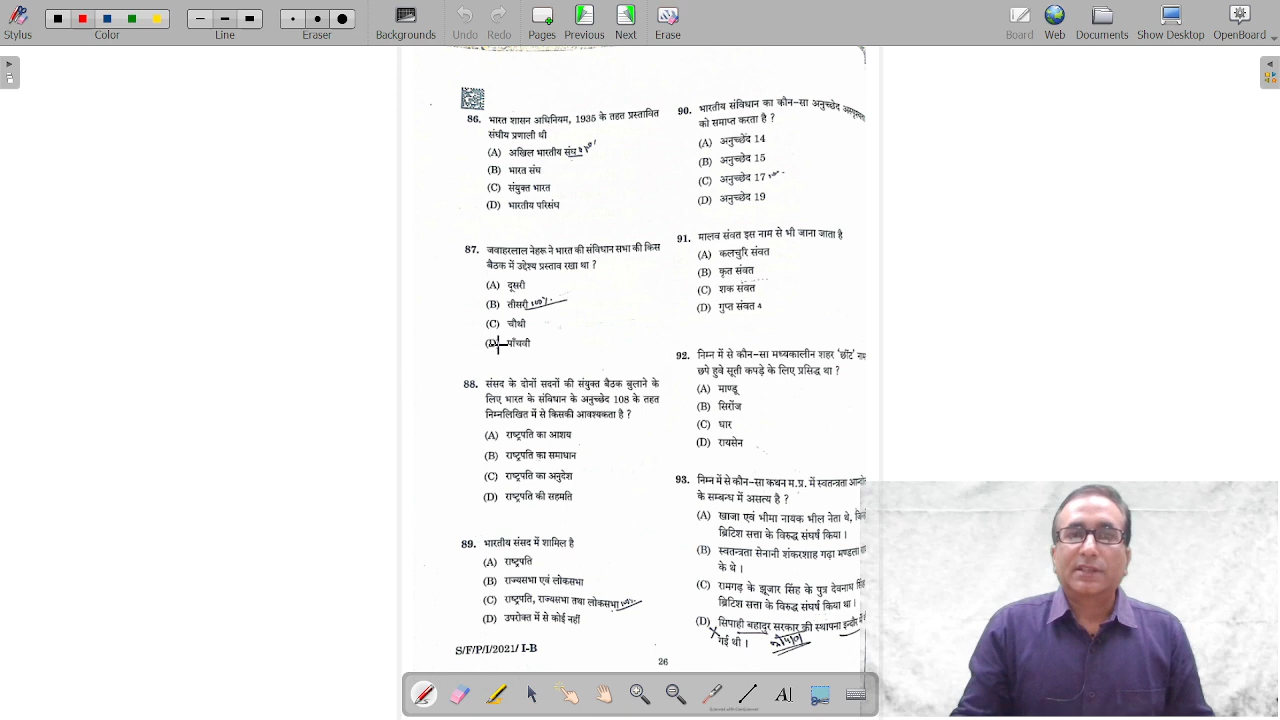 Styles
Color
Line
Eraser
Backgrounds
Undo
Redo
Pages
Previous
Next
Erase
Board
Web
Documents
Show Desktop
OpenBoard
86. भारत शासन अधिनियम, 1935 के तहत प्रस्तावित
संघीय प्रणाली थी
(A) अखिल भारतीय संघ
(B) भारत संघ
(C) संयुक्त भारत
(D) भारतीय परिसंघ
87. जवाहरलाल नेहरू ने भारत की संविधान सभा की किस
बैठक में उद्देश्य प्रस्ताव रखा था ?
(A) दूसरी
(B) तीसरी 100%
(C) चौथी
(D) पाँचवी
88. संसद के दोनों सदनों की संयुक्त बैठक बुलाने के
लिए भारत के संविधान के अनुच्छेद 108 के तहत
निम्नलिखित में से किसकी आवश्यकता है ?
(A) राष्ट्रपति का आशय
(B) राष्ट्रपति का समाधान
(C) राष्ट्रपति का अनुदेश
(D) राष्ट्रपति की सहमति
89. भारतीय संसद में शामिल है
(A) राष्ट्रपति
(B) राज्यसभा एवं लोकसभा
(C) राष्ट्रपति, राज्यसभा तथा लोकसभा
(D) उपरोक्त में से कोई नहीं
S/F/P/I/2021/ I-B
90. भारतीय संविधान का कौन-सा अनुच्छेद
को समाप्त करता है ?
(A) अनुच्छेद 14
(B) अनुच्छेद 15
(C) अनुच्छेद 17
(D) अनुच्छेद 19
91. मालव संवत इस नाम से भी जाना जाता है
(A) कलचुरि संवत
(B) कृत संवत
(C) शक संवत
(D) गुप्त संवत
92. निम्न में से कौन-सा मध्यकालीन शहर 'छींट'
छपे हुवे सूती कपड़े के लिए प्रसिद्ध था ?
(A) माण्डू
(B) सिरोंज
(C) धार
(D) रायसेन
93. निम्न में से कौन-सा कथन म.प्र. में स्वतन्त्रता
के सम्बन्ध में असत्य है ?
(A) खाजा एवं भीमा नायक भील नेता थे,
ब्रिटिश सत्ता के विरुद्ध संघर्ष किया ।
(B) स्वतन्त्रता सेनानी शंकरशाह गढ़ा मण्डला
के थे ।
(C) रामगढ़ के झूजार सिंह के पुत्र देवनाथ सिंह
ब्रिटिश सत्ता के विरुद्ध संघर्ष किया था ।
(D) सिपाही बहादुर सरकार की स्थापना इन्दौर में
गई थी ।
26